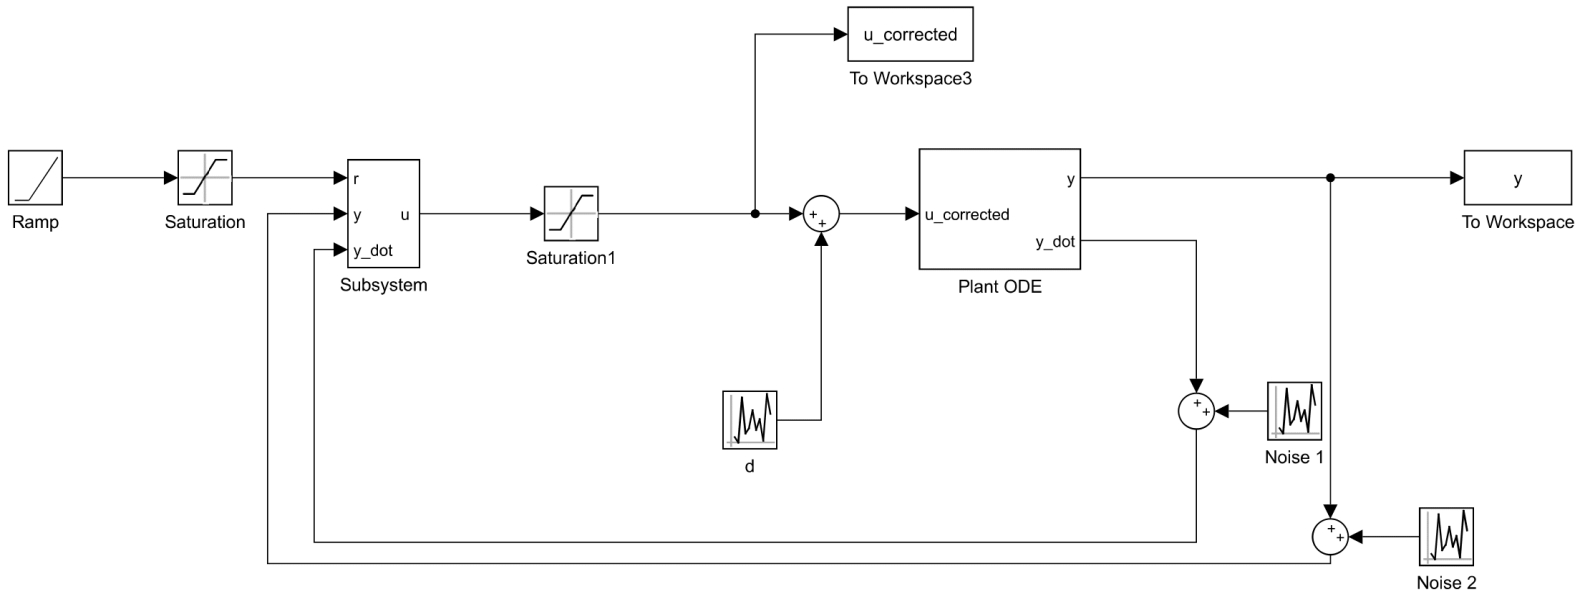 u_corrected
To Workspace3
Ramp
Saturation
r
y
y_dot
u
Subsystem
Saturation1
+
+
u_corrected
y
y_dot
Plant ODE
y
To Workspace
d
+
+
Noise 1
+
+
Noise 2